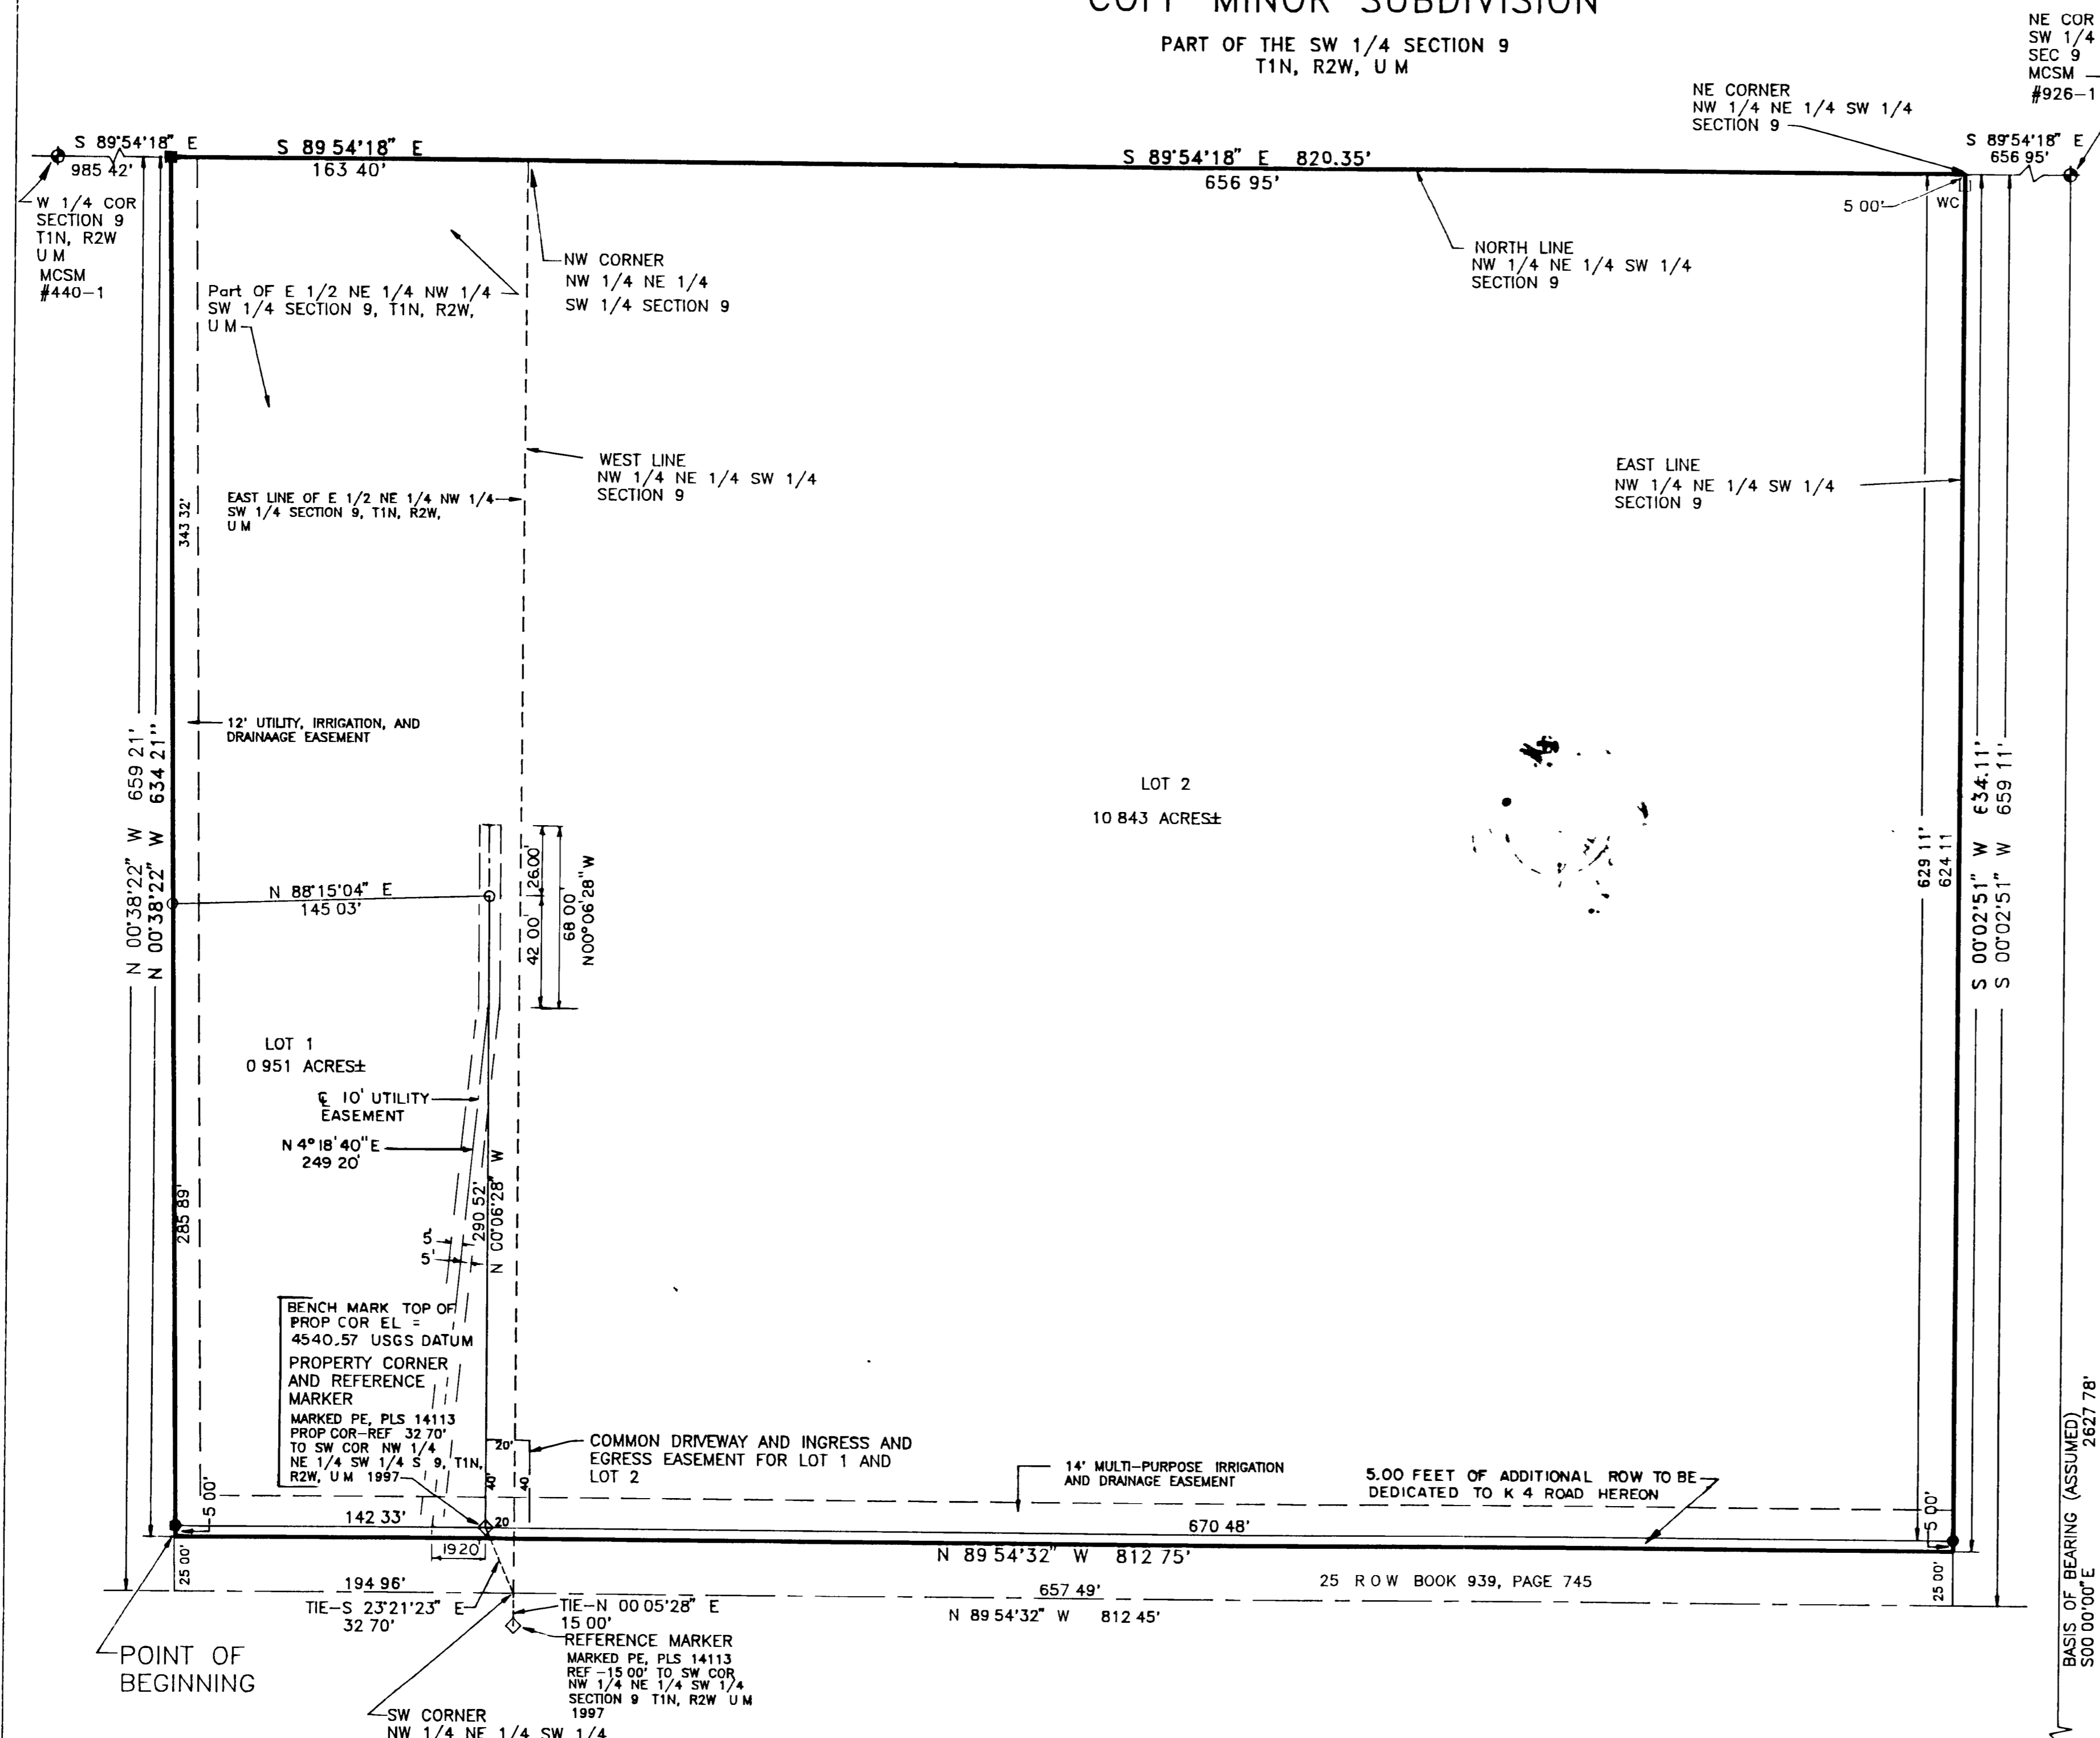 COFF MINOR SUBDIVISION
PART OF THE SW 1/4 SECTION 9
T1N, R2W, U M
NE COR
SW 1/4
SEC 9
MCSM
#926-1
NE CORNER
NW 1/4 NE 1/4 SW 1/4
SECTION 9
S 89°54'18" E
985 42'
S 89 54'18" E
163 40'
S 89°54'18" E 820.35'
656 95'
S 89°54'18" E
656 95'
5 00'
WC
W 1/4 COR
SECTION 9
T1N, R2W
U M
MCSM
#440-1
NW CORNER
NW 1/4 NE 1/4
SW 1/4 SECTION 9
NORTH LINE
NW 1/4 NE 1/4 SW 1/4
SECTION 9
Part OF E 1/2 NE 1/4 NW 1/4
SW 1/4 SECTION 9, T1N, R2W,
U M
WEST LINE
NW 1/4 NE 1/4 SW 1/4
SECTION 9
EAST LINE
NW 1/4 NE 1/4 SW 1/4
SECTION 9
EAST LINE OF E 1/2 NE 1/4 NW 1/4
SW 1/4 SECTION 9, T1N, R2W,
U M
343 32'
12' UTILITY, IRRIGATION, AND
DRAINAAGE EASEMENT
N 00°38'22" W 659 21'
N 00°38'22" W 634 21"
LOT 2
10 843 ACRES±
629 11'
624 11
S 00°02'51" W 634.11'
S 00°02'51" W 659 11'
N 88°15'04" E
145 03'
26.00'
42 00'
68 00'
N00°06'28" W
LOT 1
0 951 ACRES±
℄ 10' UTILITY
EASEMENT
N 4° 18' 40" E
249 20'
285 89'
290 52'
N 00°06'28" W
5'
5'
BENCH MARK TOP OF
PROP COR EL =
4540.57 USGS DATUM
PROPERTY CORNER
AND REFERENCE
MARKER
MARKED PE, PLS 14113
PROP COR-REF 32 70'
TO SW COR NW 1/4
NE 1/4 SW 1/4 S 9, T1N,
R2W, U M 1997
20'
40'
40
20
COMMON DRIVEWAY AND INGRESS AND
EGRESS EASEMENT FOR LOT 1 AND
LOT 2
14' MULTI-PURPOSE IRRIGATION
AND DRAINAGE EASEMENT
5.00 FEET OF ADDITIONAL ROW TO BE
DEDICATED TO K 4 ROAD HEREON
5 00'
142 33'
670 48'
5 00'
19 20'
N 89 54'32" W 812 75'
25 00'
194 96'
657 49'
25 R O W BOOK 939, PAGE 745
25 00'
TIE-S 23°21'23" E
32 70'
TIE-N 00 05'28" E
15 00'
N 89 54'32" W 812 45'
REFERENCE MARKER
MARKED PE, PLS 14113
REF -15 00' TO SW COR
NW 1/4 NE 1/4 SW 1/4
SECTION 9 T1N, R2W U M
1997
POINT OF
BEGINNING
SW CORNER
NW 1/4 NE 1/4 SW 1/4
BASIS OF BEARING (ASSUMED)
S00 00'00"E 2627 78'